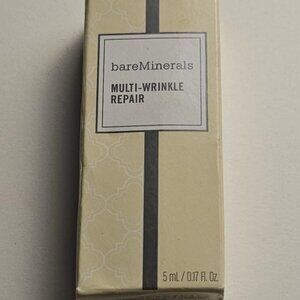 bareMinerals
MULTI-WRINKLE
REPAIR
5 mL / 0.17 Fl. Oz.